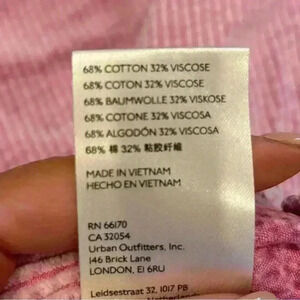 68% COTTON 32% VISCOSE
68% COTON 32% VISCOSE
68% BAUMWOLLE 32% VISKOSE
68% COTONE 32% VISCOSA
68% ALGODÓN 32% VISCOSA
68% 棉 32% 粘胶纤维
MADE IN VIETNAM
HECHO EN VIETNAM
RN 66170
CA 32054
Urban Outfitters, Inc.
146 Brick Lane
LONDON, E1 6RU
Leidsestraat 32, 1017 PB
Netherlands